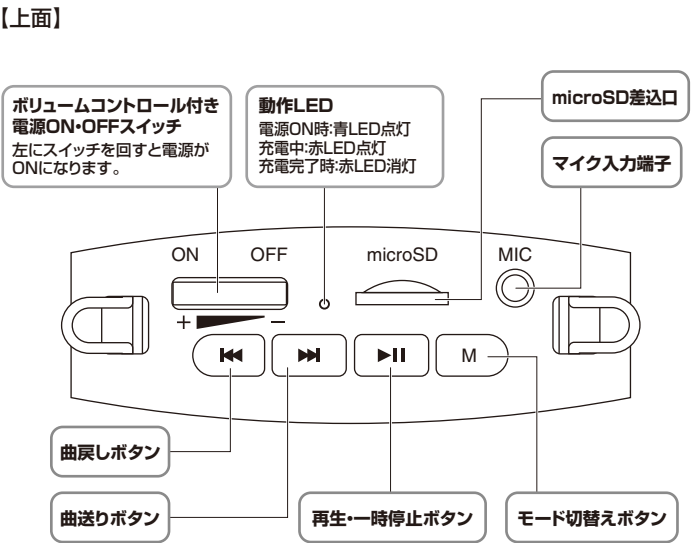 【上面】
ボリュームコントロール付き
電源ON・OFFスイッチ
左にスイッチを回すと電源が
ONになります。
動作LED
電源ON時:青LED点灯
充電中:赤LED点灯
充電完了時:赤LED消灯
microSD差込口
マイク入力端子
ON OFF microSD MIC
+ −
M
曲戻しボタン
曲送りボタン
再生・一時停止ボタン
モード切替えボタン